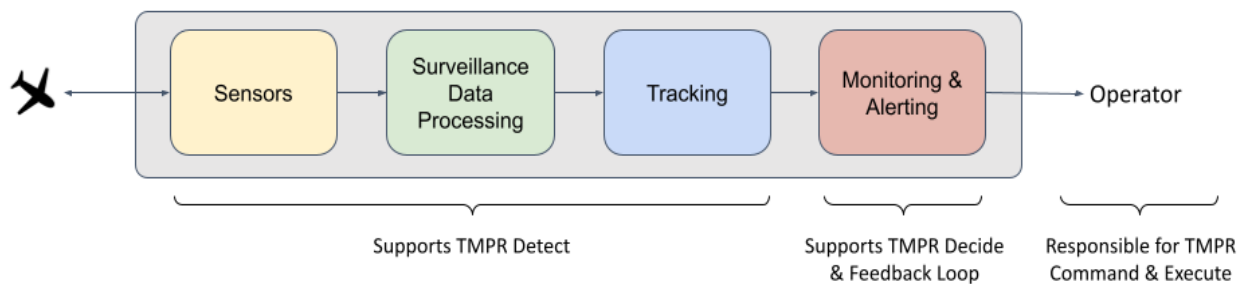 Sensors
Surveillance
Data
Processing
Tracking
Monitoring &
Alerting
Operator
Supports TMPR Detect
Supports TMPR Decide
& Feedback Loop
Responsible for TMPR
Command & Execute